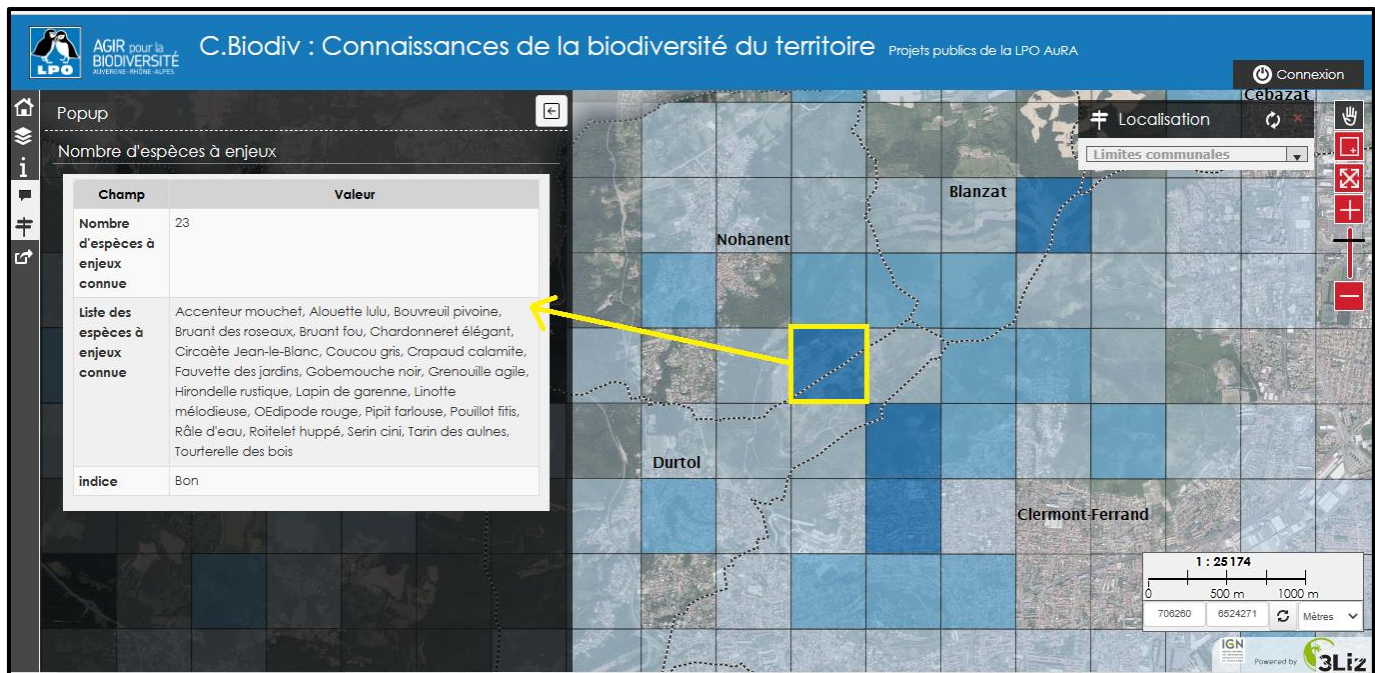 AGIR pour la
BIODIVERSITÉ
AUVERGNE-RHÔNE-ALPES
LPO
C.Biodiv : Connaissances de la biodiversité du territoire Projets publics de la LPO AuRA
Connexion
Popup
Nombre d'espèces à enjeux
Champ Valeur
Nombre
d'espèces à
enjeux
connue
23
Liste des
espèces à
enjeux
connue
Accenteur mouchet, Alouette lulu, Bouvreuil pivoine,
Bruant des roseaux, Bruant fou, Chardonneret élégant,
Circaète Jean-le-Blanc, Coucou gris, Crapaud calamite,
Fauvette des jardins, Gobemouche noir, Grenouille agile,
Hirondelle rustique, Lapin de garenne, Linotte
mélodieuse, OEdipode rouge, Pipit farlouse, Pouillot fitis,
Râle d'eau, Roitelet huppé, Serin cini, Tarin des aulnes,
Tourterelle des bois
indice Bon
Cébazat
Localisation
Limites communales
Blanzat
Nohanent
Durtol
Clermont-Ferrand
1 : 25 174
0 500 m 1000 m
706260 6524271 Mètres
IGN
Powered by 3Liz